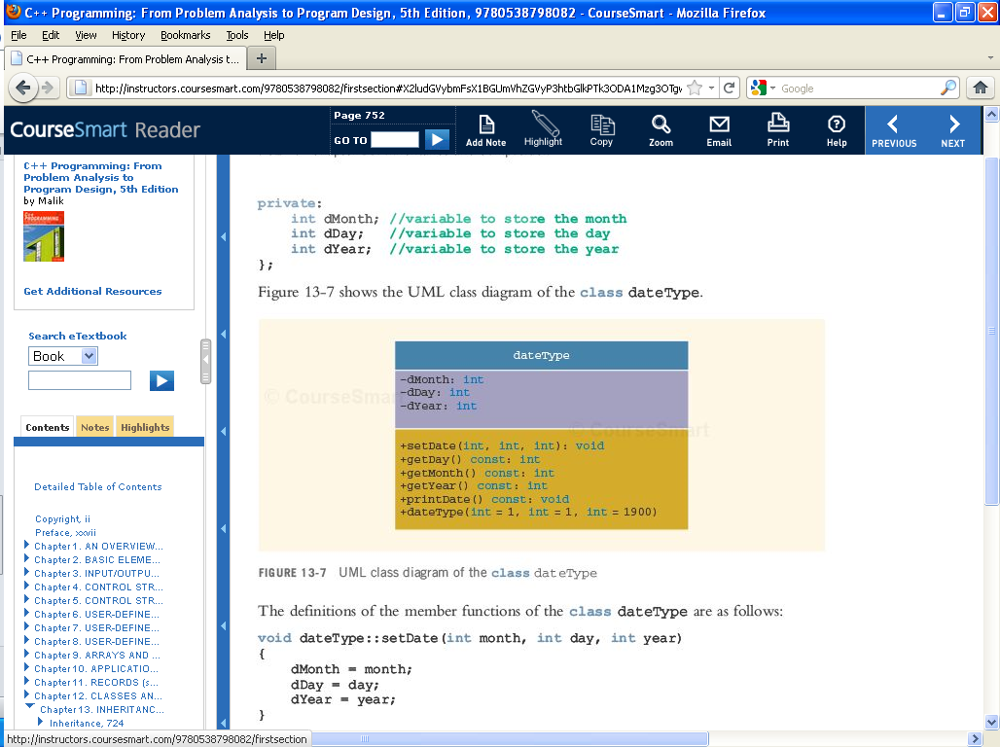 C++ Programming: From Problem Analysis to Program Design, 5th Edition, 9780538798082 - CourseSmart - Mozilla Firefox
File Edit View History Bookmarks Tools Help
C++ Programming: From Problem Analysis t...
Google
CourseSmart Reader
Page 752
GO TO
Add Note Highlight Copy Zoom Email Print Help PREVIOUS NEXT
C++ Programming: From
Problem Analysis to
Program Design, 5th Edition
by Malik
Get Additional Resources
Search eTextbook
Book
Contents Notes Highlights
Detailed Table of Contents
Copyright, ii
Preface, xxvii
Chapter 1. AN OVERVIEW...
Chapter 2. BASIC ELEME...
Chapter 3. INPUT/OUTPU...
Chapter 4. CONTROL STR...
Chapter 5. CONTROL STR...
Chapter 6. USER-DEFINE...
Chapter 7. USER-DEFINE...
Chapter 8. USER-DEFINE...
Chapter 9. ARRAYS AND ...
Chapter 10. APPLICATIO...
Chapter 11. RECORDS (s...
Chapter 12. CLASSES AN...
Chapter 13. INHERITANC...
Inheritance, 724
private:
int dMonth; //variable to store the month
int dDay; //variable to store the day
int dYear; //variable to store the year
};
Figure 13-7 shows the UML class diagram of the class dateType.
dateType
-dMonth: int
-dDay: int
-dYear: int
© CourseSmart
© CourseSmart
+setDate(int, int, int): void
+getDay() const: int
+getMonth() const: int
+getYear() const: int
+printDate() const: void
+dateType(int = 1, int = 1, int = 1900)
FIGURE 13-7 UML class diagram of the class dateType
The definitions of the member functions of the class dateType are as follows:
void dateType::setDate(int month, int day, int year)
{
dMonth = month;
dDay = day;
dYear = year;
}
http://instructors.coursesmart.com/9780538798082/firstsection